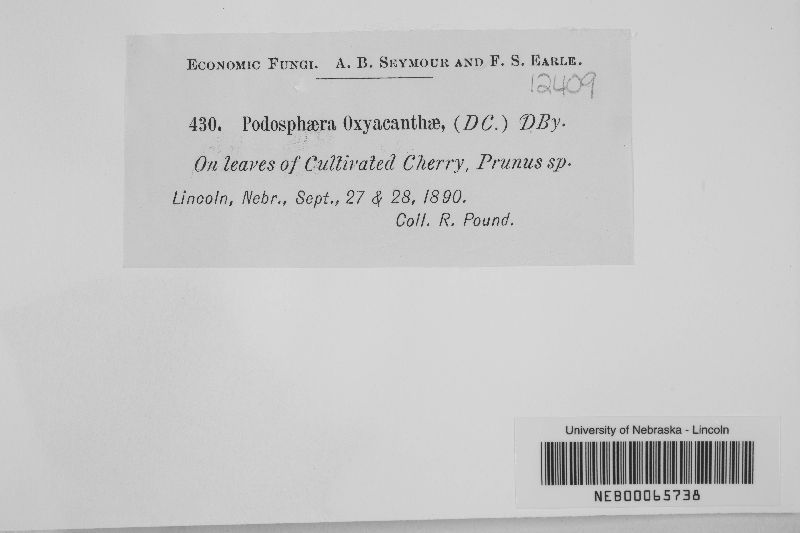 Economic Fungi. A. B. Seymour and F. S. Earle.
12409
430. Podosphæra Oxyacanthæ, (DC.) DBy.
On leaves of Cultivated Cherry, Prunus sp.
Lincoln, Nebr., Sept., 27 & 28, 1890.
Coll. R. Pound.
University of Nebraska - Lincoln
NEB00065738